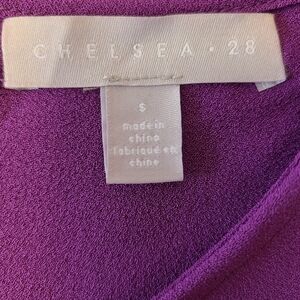 CHELSEA · 28
S
made in
china
fabriqué en
chine